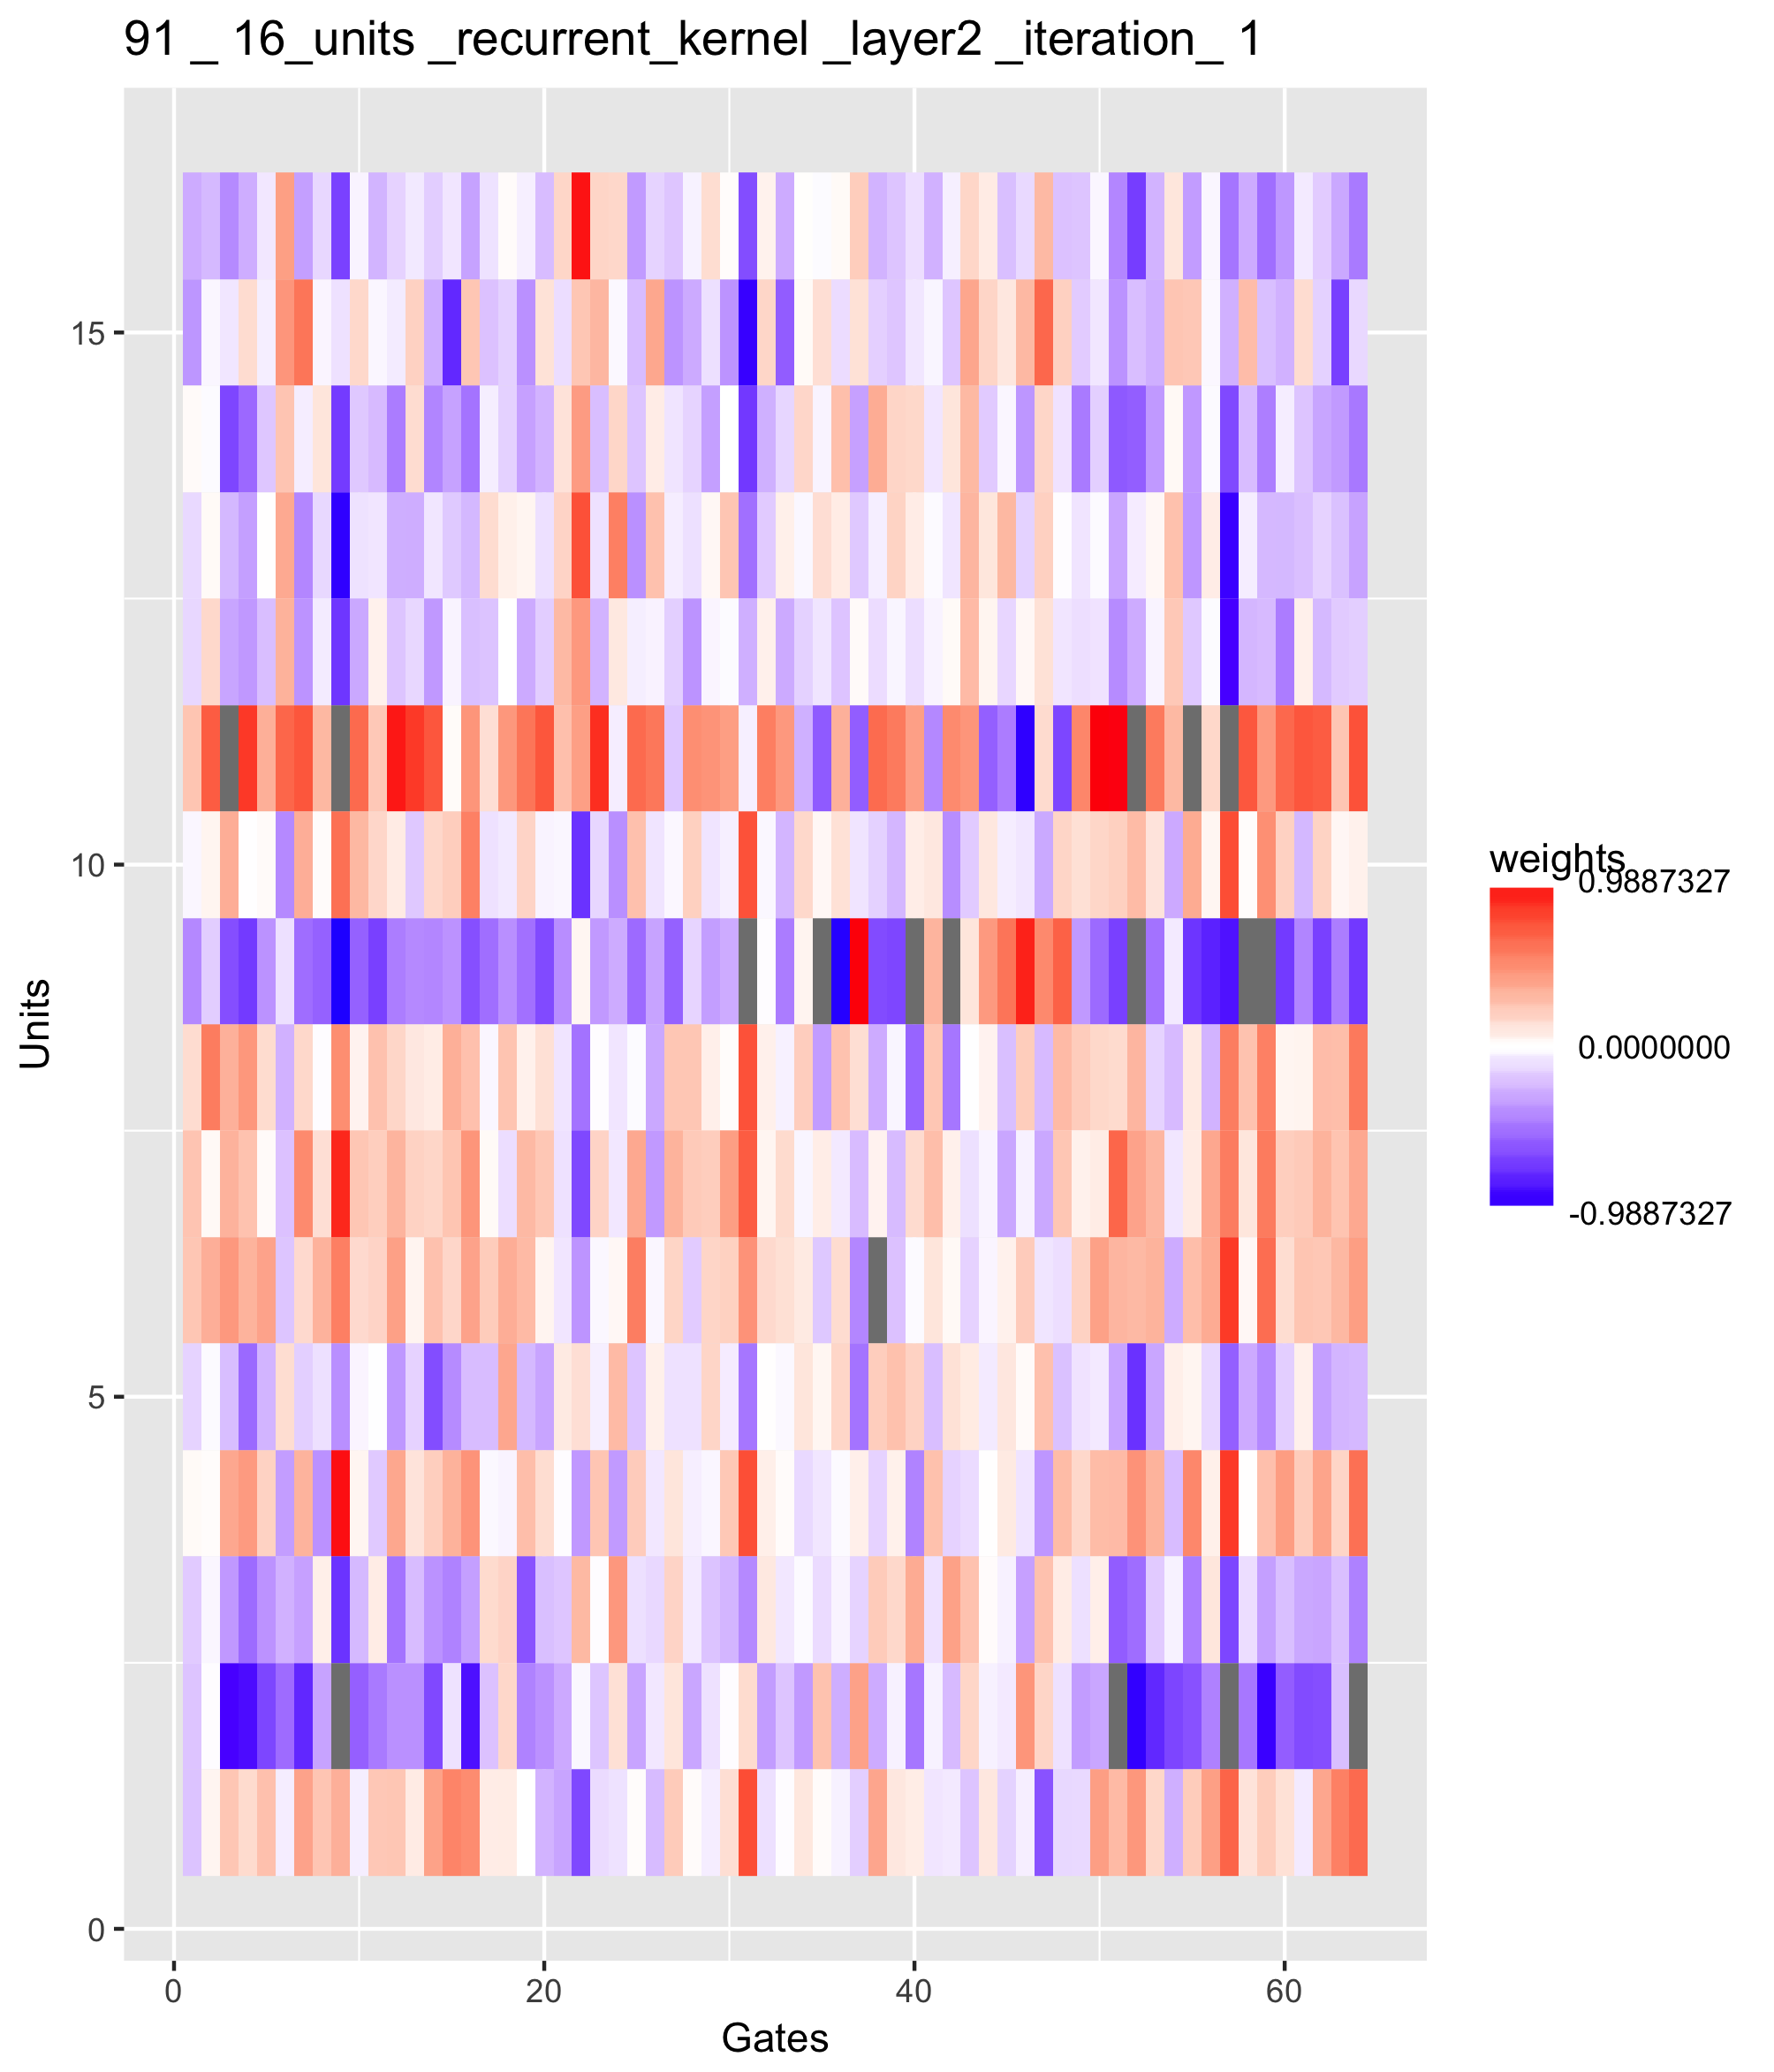 91 _ 16_units _recurrent_kernel _layer2 _iteration_ 1
15
10
5
0
Units
0 20 40 60
Gates
weights
0.9887327
0.0000000
-0.9887327